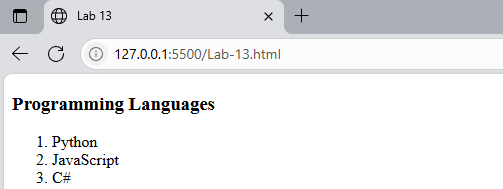 Lab 13
127.0.0.1:5500/Lab-13.html
Programming Languages
1. Python
2. JavaScript
3. C#